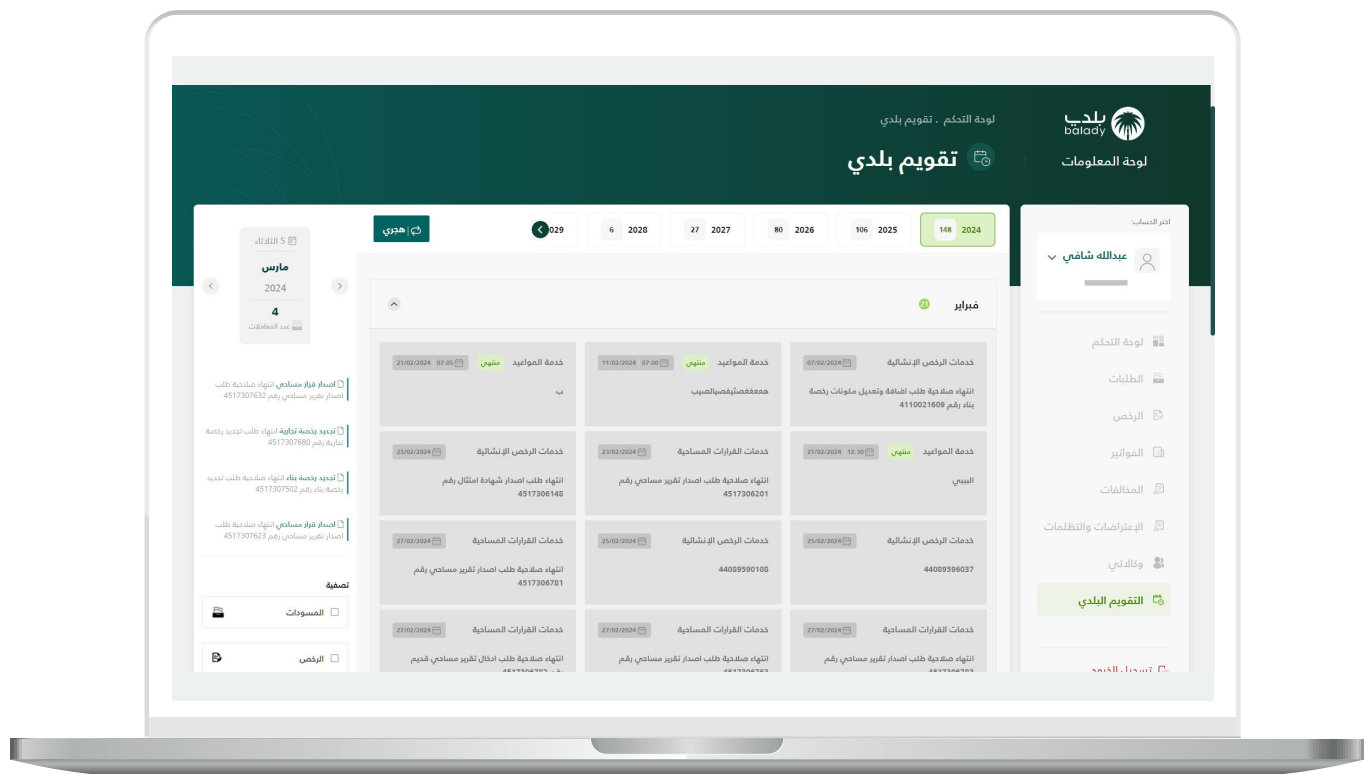 بلدي
balady
لوحة المعلومات
لوحة التحكم . تقويم بلدي
تقويم بلدي
اختر الحساب:
عبدالله شافي
لوحة التحكم
الطلبات
الرخص
الفواتير
المخالفات
الإعتراضات والتظلمات
وكالاتي
التقويم البلدي
تسجيل الخروج
2024 148
2025 106
2026 80
2027 27
2028 6
029
هجري
فبراير 21
خدمات الرخص الإنشائية 07/02/2024
انتهاء صلاحية طلب اضافة وتعديل مكونات رخصة
بناء رقم 4110021609
خدمة المواعيد منتهي 11/02/2024 07:00
خدمة المواعيد منتهي 21/02/2024 07:05
ب
خدمة المواعيد منتهي 21/02/2024 12:30
خدمات القرارات المساحية 23/02/2024
انتهاء صلاحية طلب اصدار تقرير مساحي رقم
4517306201
خدمات الرخص الإنشائية 23/02/2024
انتهاء طلب اصدار شهادة امتثال رقم
4517306148
خدمات الرخص الإنشائية 25/02/2024
44089596037
خدمات الرخص الإنشائية 25/02/2024
44089590108
خدمات القرارات المساحية 27/02/2024
انتهاء صلاحية طلب اصدار تقرير مساحي رقم
4517306781
خدمات القرارات المساحية 27/02/2024
انتهاء صلاحية طلب اصدار تقرير مساحي رقم
4517306783
خدمات القرارات المساحية 27/02/2024
انتهاء صلاحية طلب اصدار تقرير مساحي رقم
4517306763
خدمات القرارات المساحية 27/02/2024
انتهاء صلاحية طلب ادخال تقرير مساحي قديم
رقم 4517306782
5 الثلاثاء
مارس
2024
4
عدد المعاملات
اصدار قرار مساحي انتهاء صلاحية طلب
اصدار تقرير مساحي رقم 4517307632
تجديد رخصة تجارية انتهاء طلب تجديد رخصة
تجارية رقم 4517307680
تجديد رخصة بناء انتهاء صلاحية طلب تجديد
رخصة بناء رقم 4517307502
اصدار قرار مساحي انتهاء صلاحية طلب
اصدار تقرير مساحي رقم 4517307623
تصفية
المسودات
الرخص